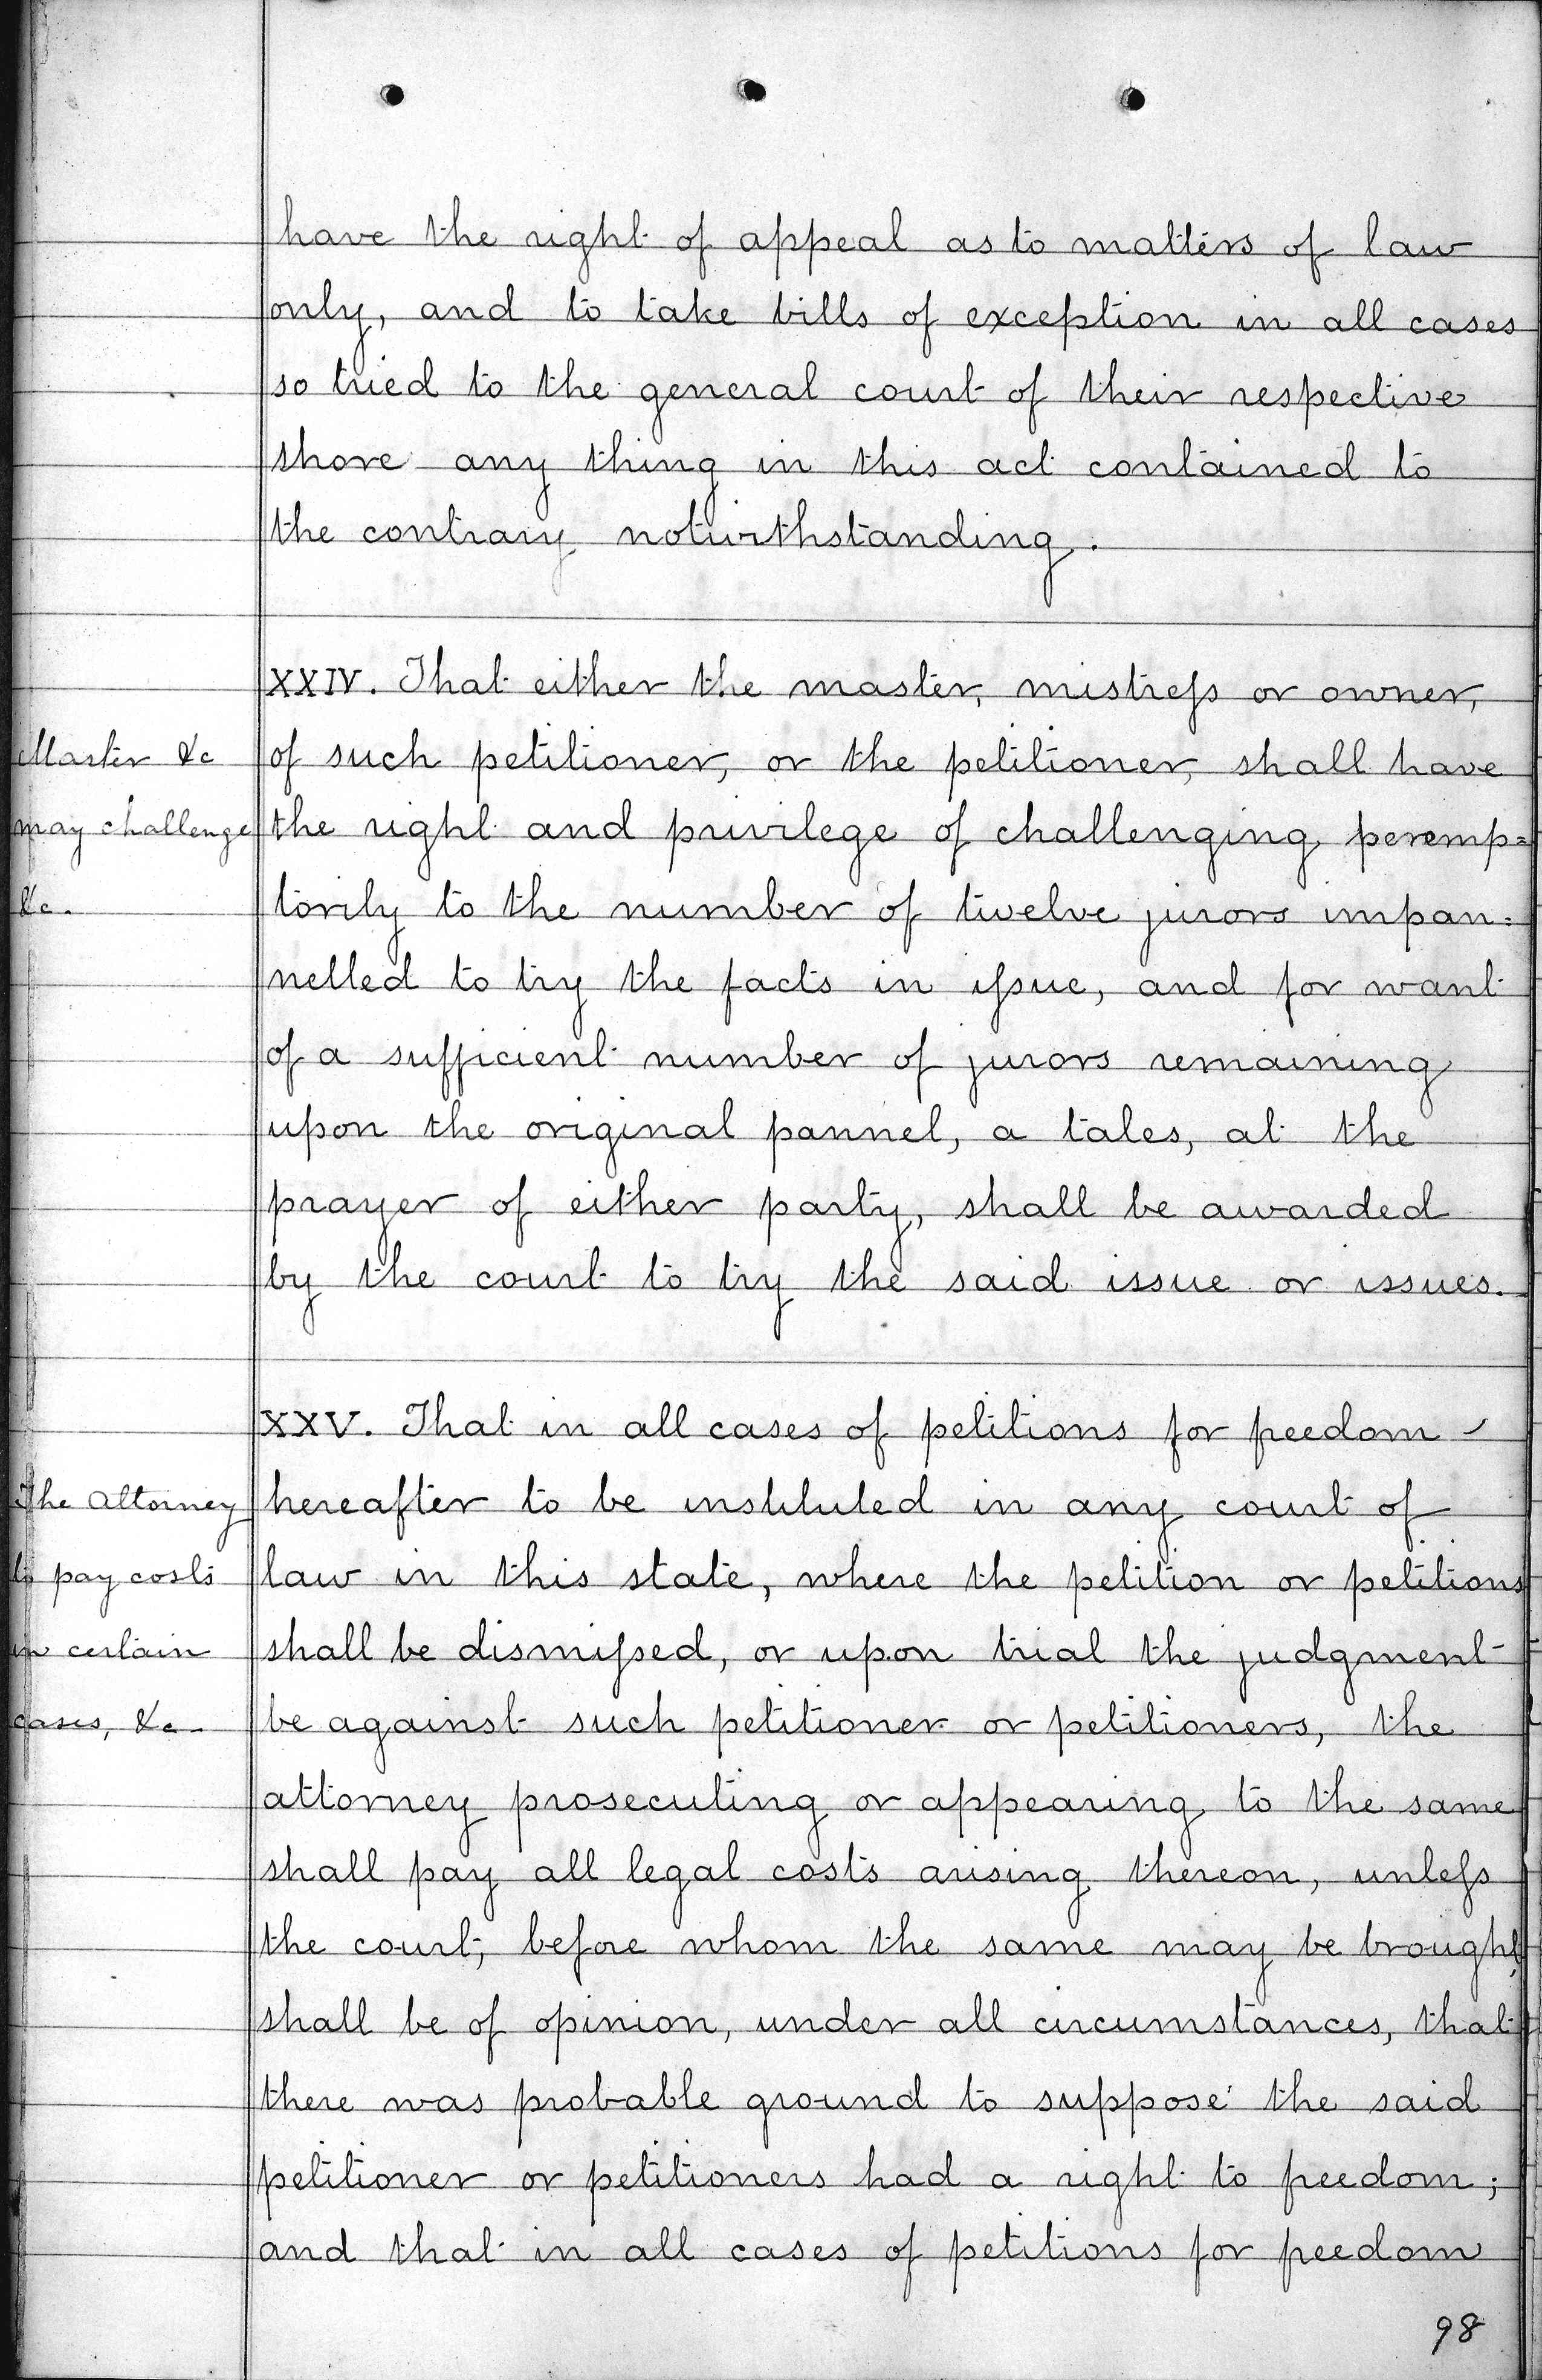 have the right of appeal as to matters of law
only, and to take bills of exception in all cases
so tried to the general court of their respective
shore any thing in this act contained to
the contrary notwithstanding.
XXIV. That either the master, mistreſs or owner,
Master &c
of such petitioner, or the petitioner, shall have
may challenge
the right and privilege of challenging peremp=
&c.
torily to the number of twelve jurors impan=
nelled to try the facts in iſsue, and for want
of a sufficient number of jurors remaining
upon the original pannel, a tales, at the
prayer of either party, shall be awarded
by the court to try the said issue or issues.
XXV. That in all cases of petitions for freedom
The Attorney
hereafter to be instituted in any court of
to pay costs
law in this state, where the petition or petitions
in certain
shall be dismiſsed, or upon trial the judgment
cases, &c
be against such petitioner or petitioners, the
attorney prosecuting or appearing to the same
shall pay all legal costs arising thereon, unleſs
the court, before whom the same may be brought,
shall be of opinion, under all circumstances, that
there was probable ground to suppose the said
petitioner or petitioners had a right to freedom;
and that in all cases of petitions for freedom
98